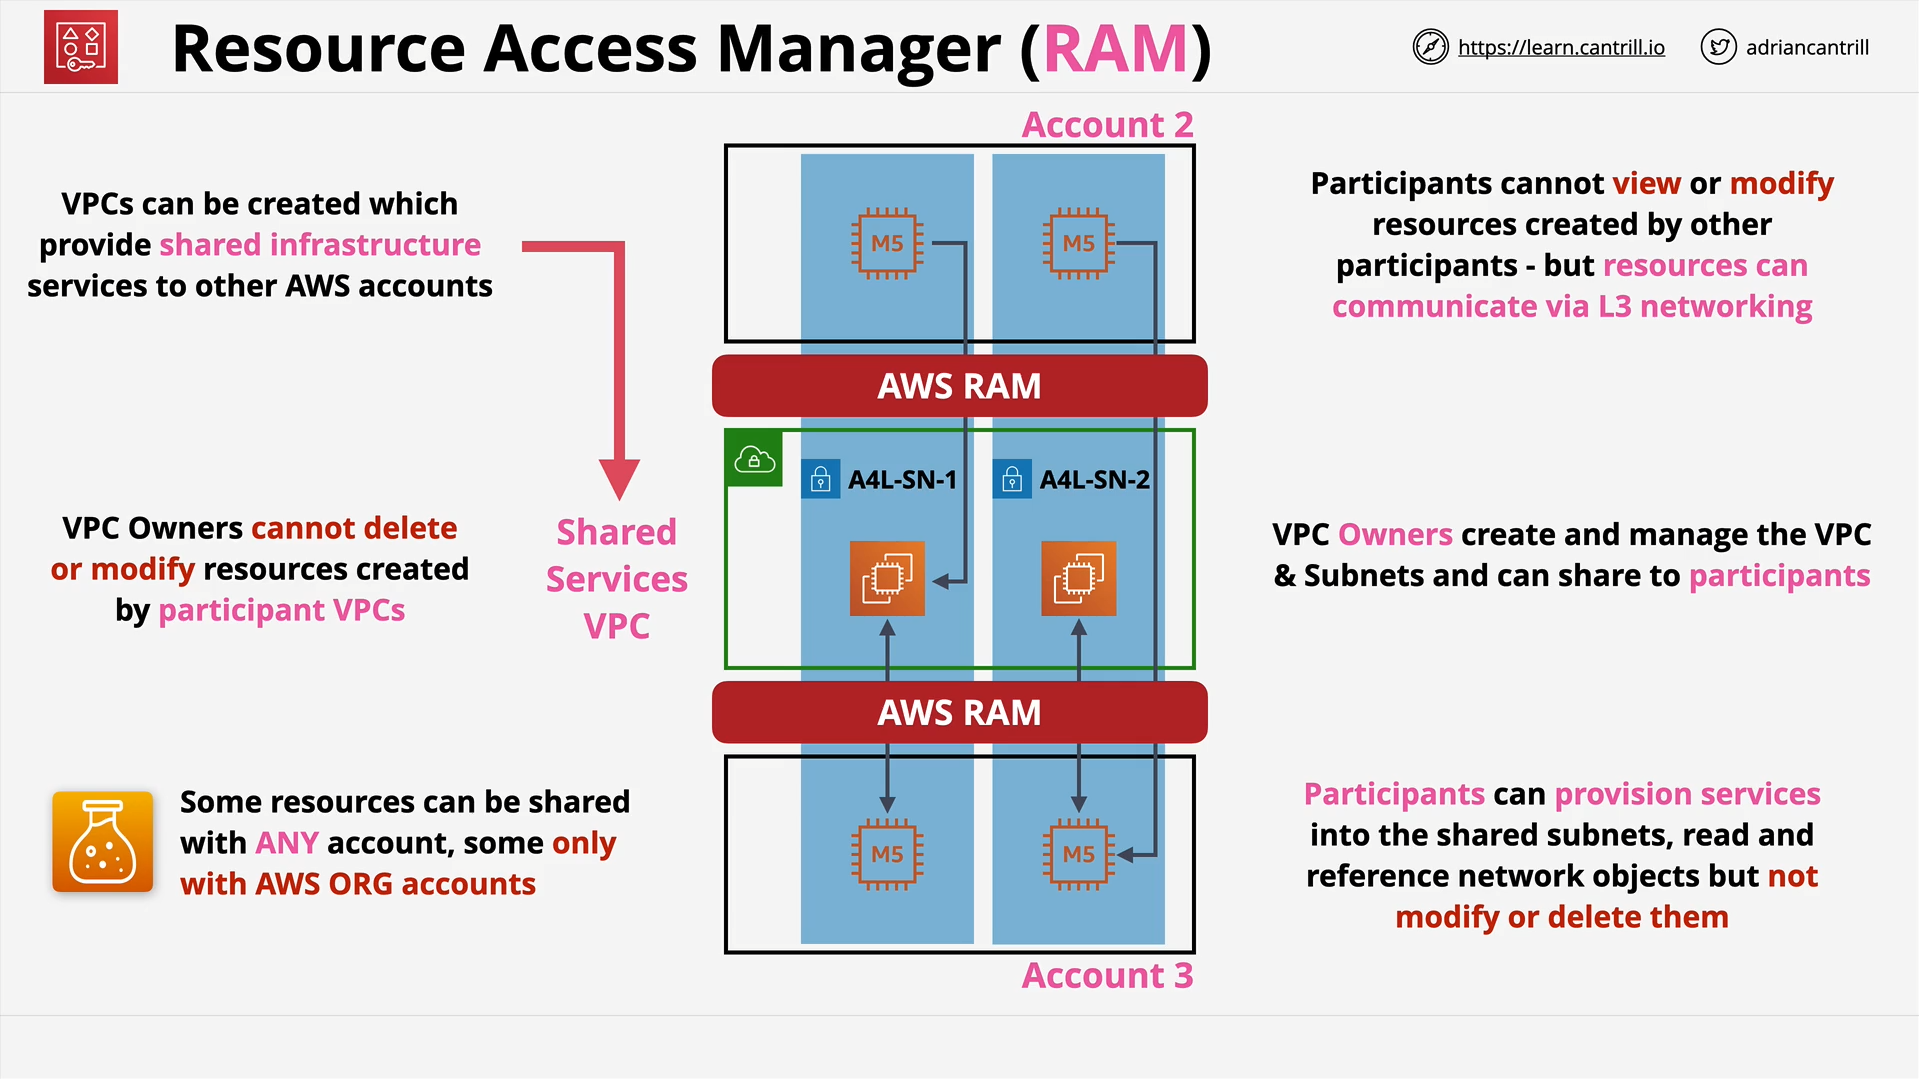 Resource Access Manager (RAM)
https://learn.cantrill.io
adriancantrill
Account 2
VPCs can be created which
provide shared infrastructure
services to other AWS accounts
M5
M5
Participants cannot view or modify
resources created by other
participants - but resources can
communicate via L3 networking
AWS RAM
A4L-SN-1
A4L-SN-2
VPC Owners cannot delete
or modify resources created
by participant VPCs
Shared
Services
VPC
VPC Owners create and manage the VPC
& Subnets and can share to participants
AWS RAM
Some resources can be shared
with ANY account, some only
with AWS ORG accounts
M5
M5
Participants can provision services
into the shared subnets, read and
reference network objects but not
modify or delete them
Account 3